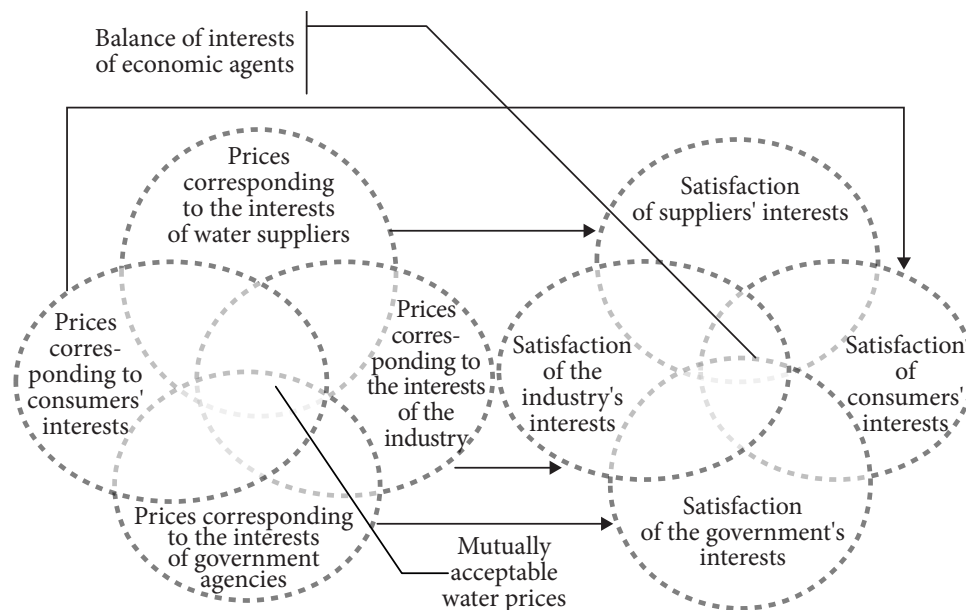 Balance of interests
of economic agents
Prices
corresponding
to the interests
of water suppliers
Satisfaction
of suppliers' interests
Prices
corres-
ponding to
consumers'
interests
Prices
corres-
ponding to
the interests
of the
industry
Satisfaction
of the
industry's
interests
Satisfaction
of
consumers'
interests
Prices corresponding
to the interests
of government
agencies
Satisfaction
of the government's
interests
Mutually
acceptable
water prices